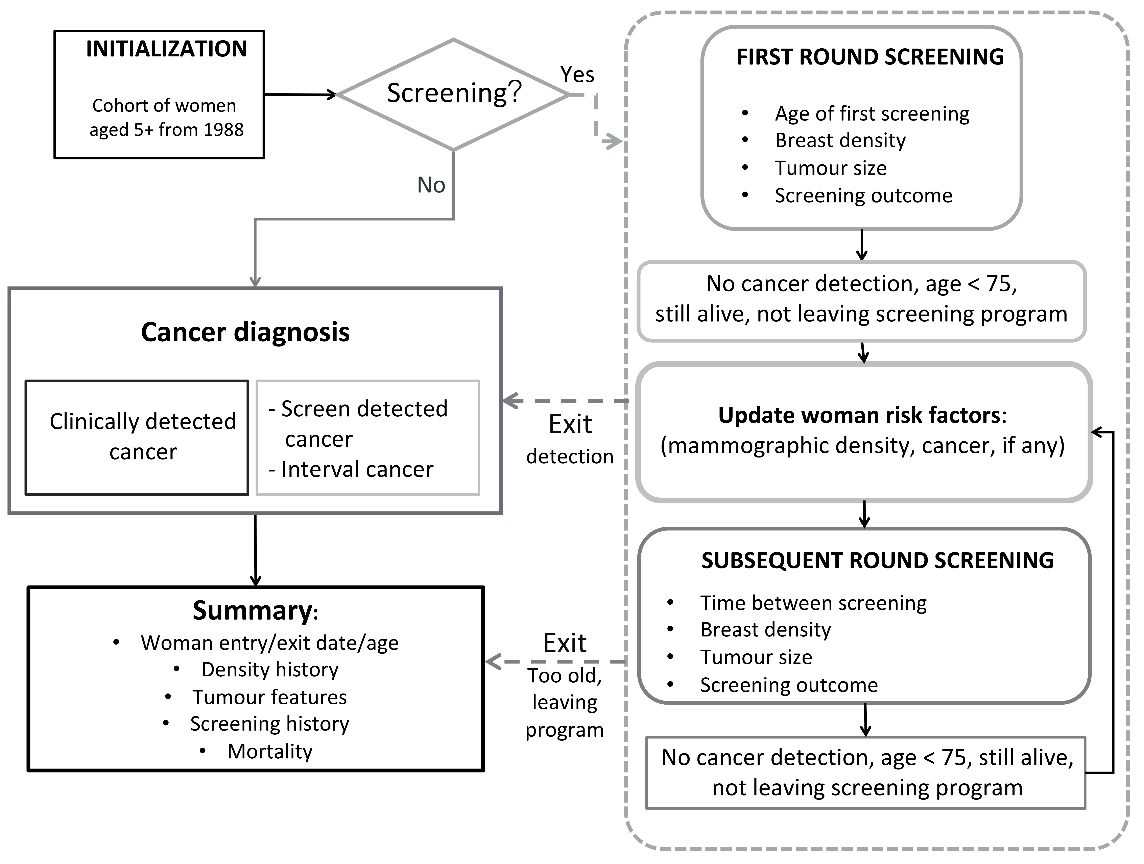 INITIALIZATION
Cohort of women
aged 5+ from 1988
Screening?
Yes
No
FIRST ROUND SCREENING
• Age of first screening
• Breast density
• Tumour size
• Screening outcome
No cancer detection, age < 75,
still alive, not leaving screening program
Update woman risk factors:
(mammographic density, cancer, if any)
SUBSEQUENT ROUND SCREENING
• Time between screening
• Breast density
• Tumour size
• Screening outcome
No cancer detection, age < 75, still alive,
not leaving screening program
Exit
detection
Exit
Too old,
leaving
program
Cancer diagnosis
Clinically detected
cancer
- Screen detected
cancer
- Interval cancer
Summary:
• Woman entry/exit date/age
• Density history
• Tumour features
• Screening history
• Mortality